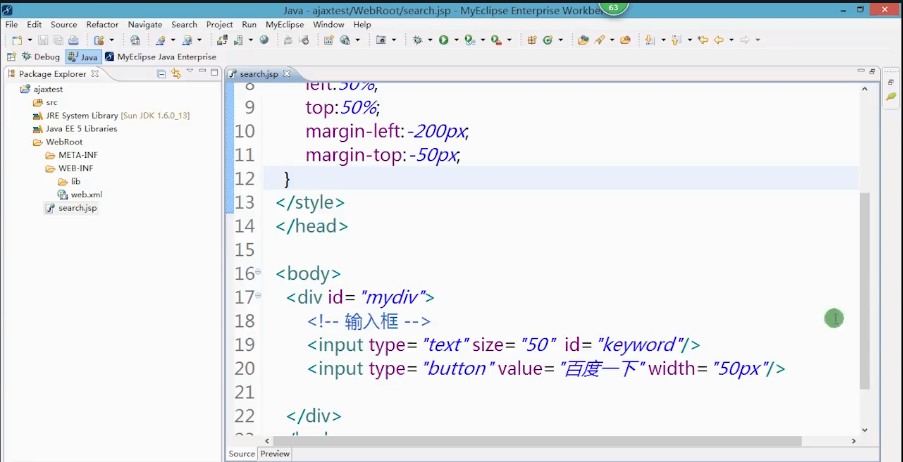 Java - ajaxtest/WebRoot/search.jsp - MyEclipse Enterprise Workbe
63
File Edit Source Refactor Navigate Search Project Run MyEclipse Window Help
Debug Java MyEclipse Java Enterprise
Package Explorer
search.jsp
ajaxtest
src
JRE System Library [Sun JDK 1.6.0_13]
Java EE 5 Libraries
WebRoot
META-INF
WEB-INF
lib
web.xml
search.jsp
8 left:50%;
9 top:50%;
10 margin-left:-200px;
11 margin-top:-50px;
12 }
13 </style>
14 </head>
15
16 <body>
17 <div id="mydiv">
18 <!-- 输入框 -->
19 <input type="text" size="50" id="keyword"/>
20 <input type="button" value="百度一下" width="50px"/>
21
22 </div>
Source Preview